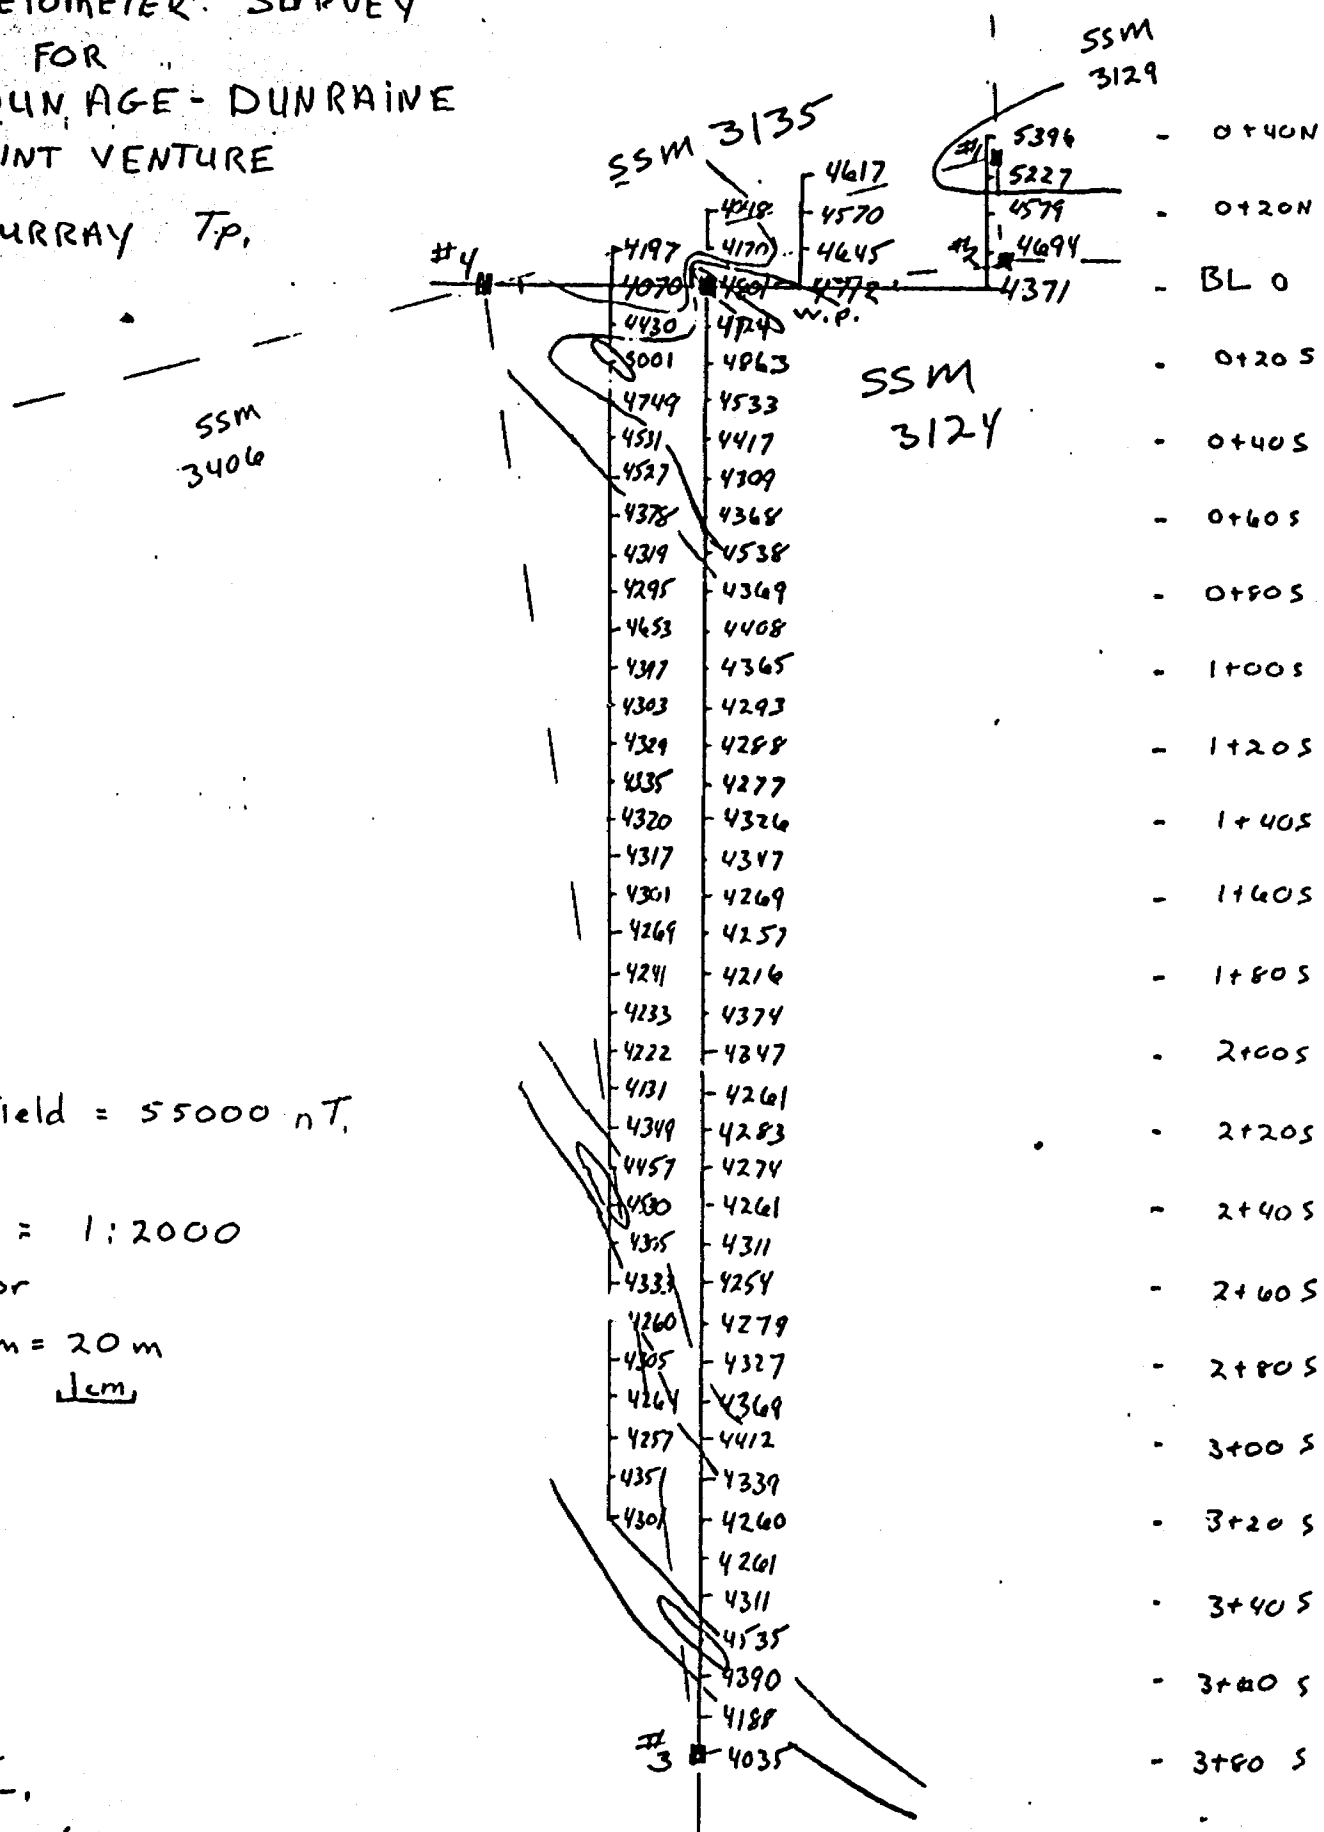 SURVEY
FOR
AGE - DUNRAINE
INT VENTURE
URRAY TP.
SSM
3129
SSM 3135
#1 5396 - 0+40N
4617 5227
4570 4579 - 0+20N
#4 4197 4170 4645 #2 4694
4070 4371 - BL 0
w.p.
4430
5001 4863 - 0+20S
SSM
3124
SSM
3406
4749 4533
4531 4417 - 0+40S
4527 4309
4378 4368 - 0+60S
4319 4538
4295 4369 - 0+80S
4653 4408
4365 - 1+00S
4303 4293
4329 4288 - 1+20S
4335 4277
4320 4326 - 1+40S
4317 4347
4301 4269 - 1+60S
4269 4257
4241 4216 - 1+80S
4233 4374
4222 4347 - 2+00S
4131 4261
ield = 55000 nT.
4349 4283 - 2+20S
4457 4274
4530 4261 - 2+40S
= 1:2000
4311
or
4333 4254 - 2+60S
4260 4279
m = 20 m
4305 4327 - 2+80S
1cm
4264 4369
4257 4412 - 3+00S
4351 4339
4301 4260 - 3+20S
4261
4311 - 3+40S
4535
4390 - 3+60S
4188
#3 4035 - 3+80S